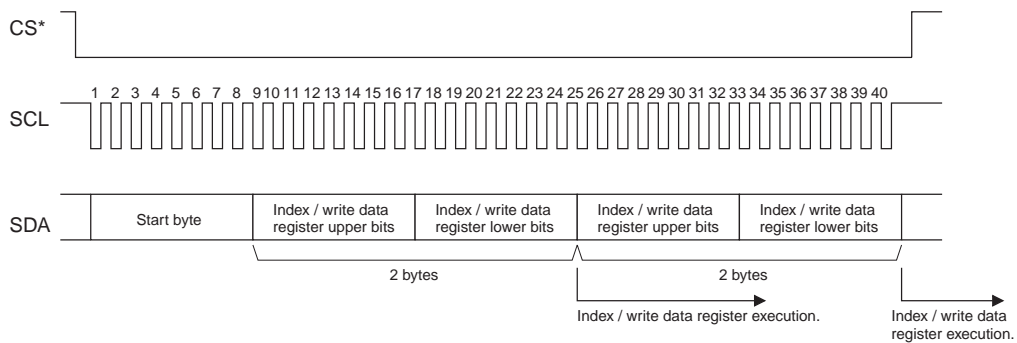 CS*
1 2 3 4 5 6 7 8 9 10 11 12 13 14 15 16 17 18 19 20 21 22 23 24 25 26 27 28 29 30 31 32 33 34 35 36 37 38 39 40
SCL
SDA
Start byte
Index / write data
register upper bits
Index / write data
register lower bits
Index / write data
register upper bits
Index / write data
register lower bits
2 bytes
2 bytes
Index / write data register execution.
Index / write data
register execution.